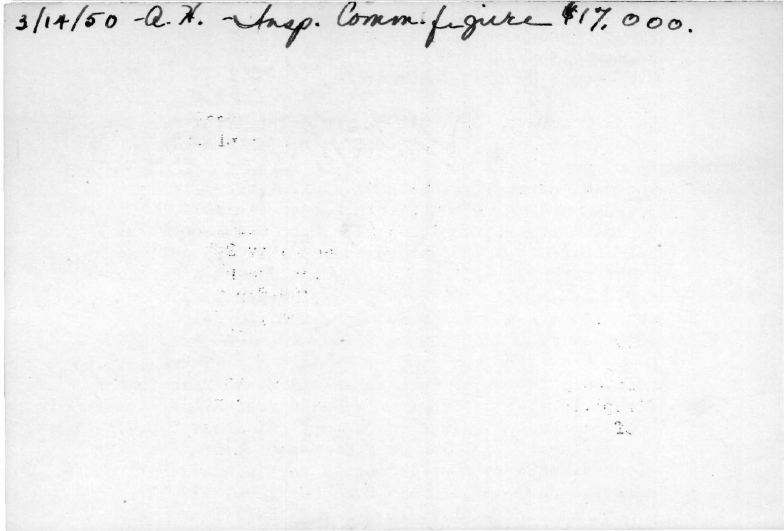 3/14/50 - A.H. - Insp. Comm. figure $17,000.